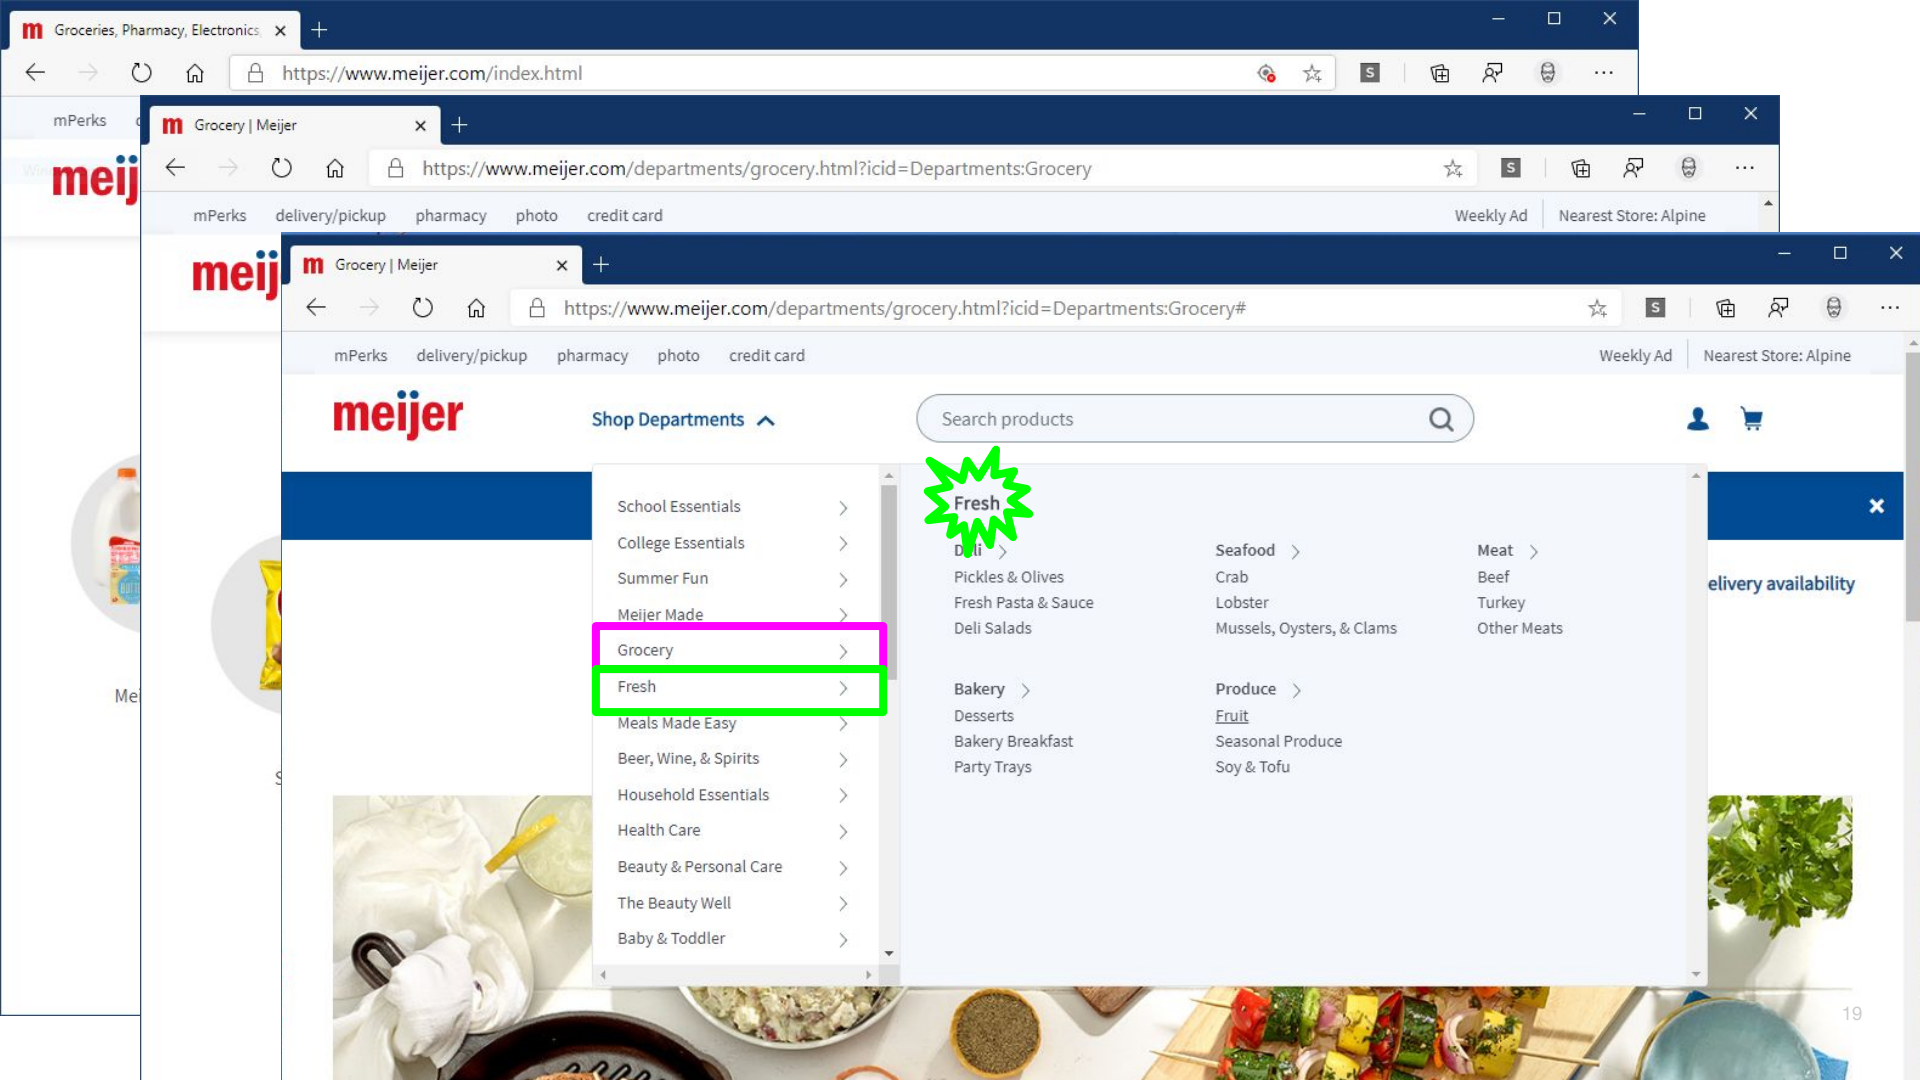 Groceries, Pharmacy, Electronics
https://www.meijer.com/index.html
mPerks
meij
Mei
Grocery | Meijer
https://www.meijer.com/departments/grocery.html?icid=Departments:Grocery
mPerks delivery/pickup pharmacy photo credit card Weekly Ad Nearest Store: Alpine
meij
S
Grocery | Meijer
https://www.meijer.com/departments/grocery.html?icid=Departments:Grocery#
mPerks delivery/pickup pharmacy photo credit card Weekly Ad Nearest Store: Alpine
meijer Shop Departments Search products
School Essentials
College Essentials
Summer Fun
Meijer Made
Grocery
Fresh
Meals Made Easy
Beer, Wine, & Spirits
Household Essentials
Health Care
Beauty & Personal Care
The Beauty Well
Baby & Toddler
Fresh
Deli
Pickles & Olives
Fresh Pasta & Sauce
Deli Salads
Seafood
Crab
Lobster
Mussels, Oysters, & Clams
Meat
Beef
Turkey
Other Meats
Bakery
Desserts
Bakery Breakfast
Party Trays
Produce
Fruit
Seasonal Produce
Soy & Tofu
elivery availability
19